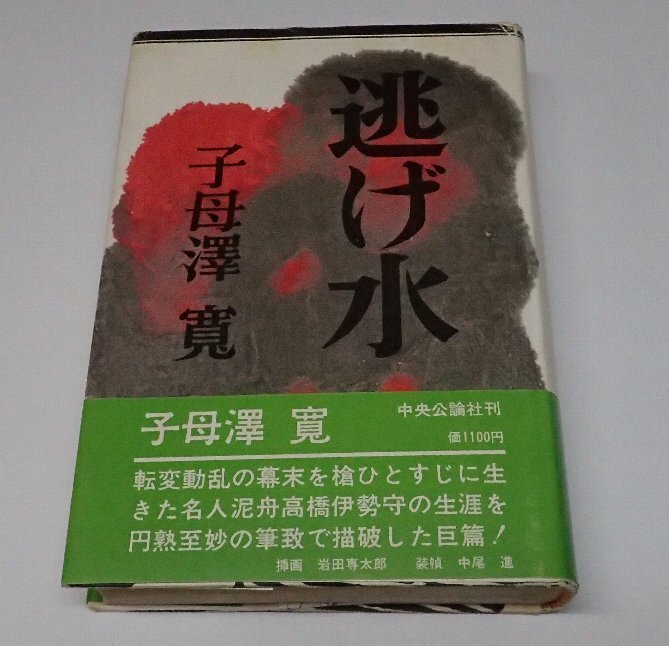 逃げ水
子母澤 寛
子母澤 寛
中央公論社刊
価1100円
転変動乱の幕末を槍ひとすじに生
きた名人泥舟高橋伊勢守の生涯を
円熟至妙の筆致で描破した巨篇!
挿画 岩田専太郎 装幀 中尾 進